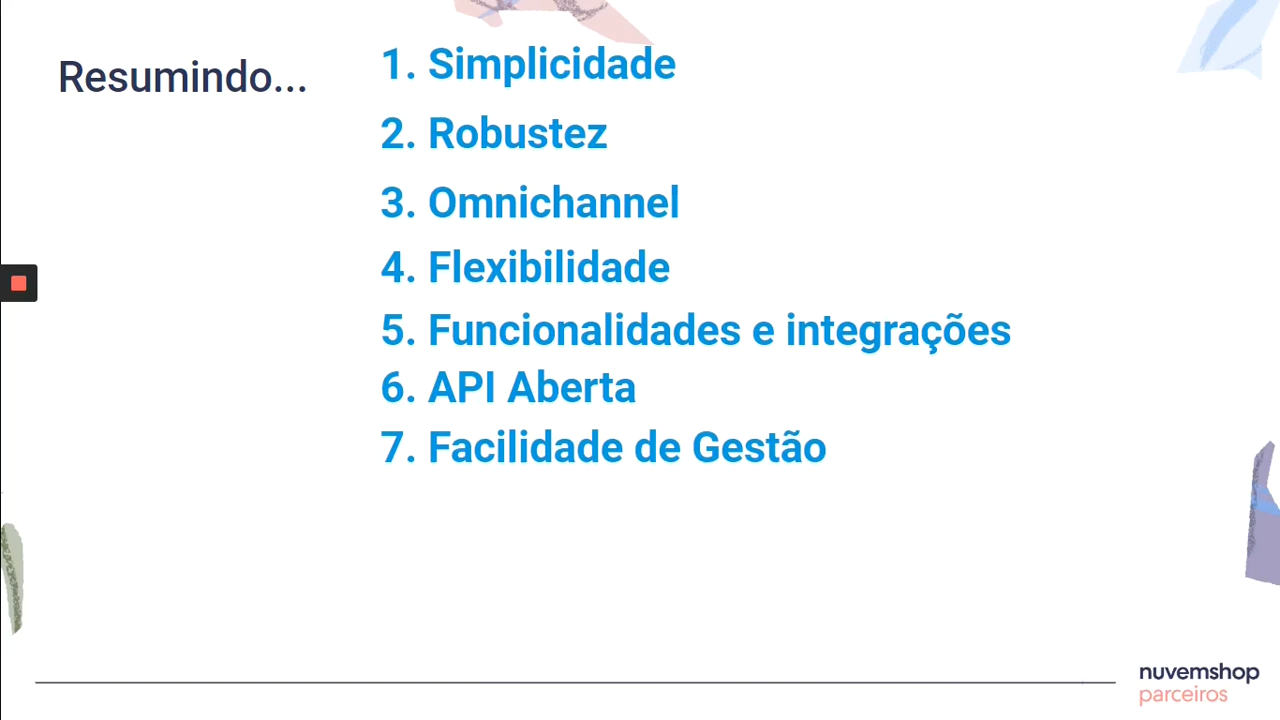 Resumindo...
1. Simplicidade
2. Robustez
3. Omnichannel
4. Flexibilidade
5. Funcionalidades e integrações
6. API Aberta
7. Facilidade de Gestão
nuvemshop
parceiros